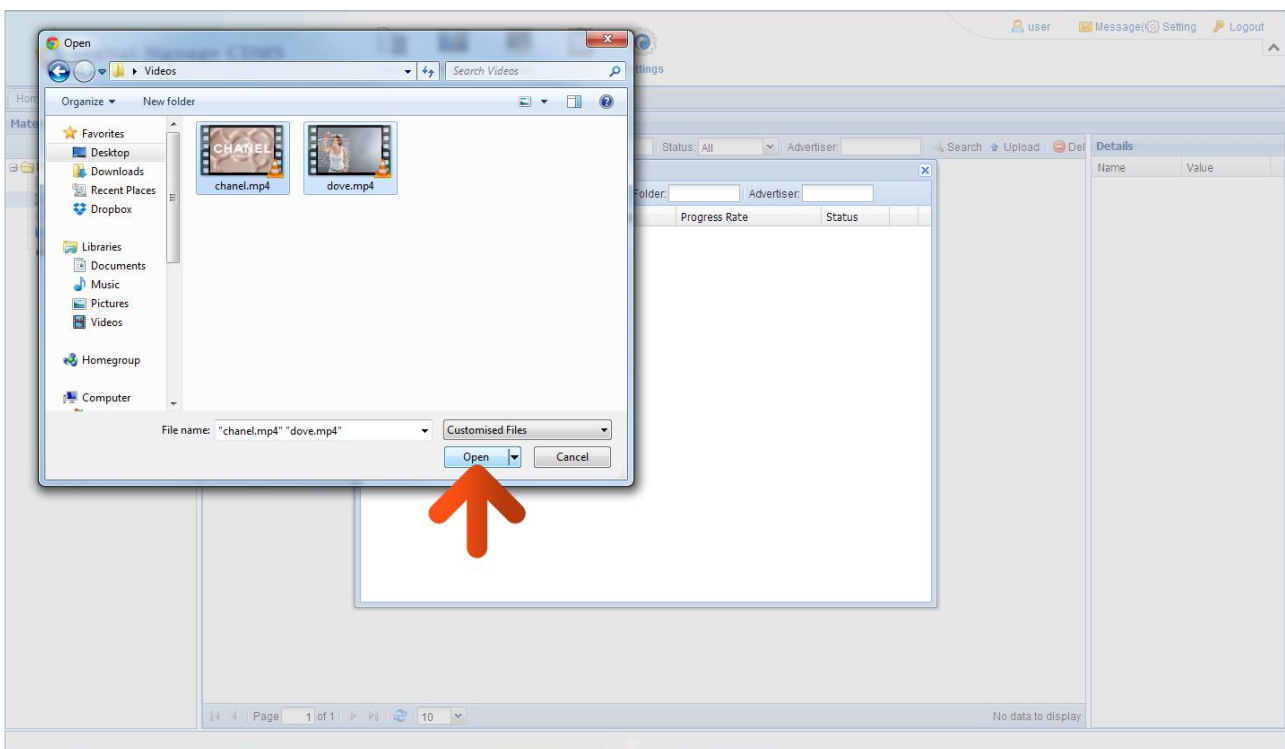 Open
Videos
Search Videos
Organize
New folder
Favorites
Desktop
Downloads
Recent Places
Dropbox
Libraries
Documents
Music
Pictures
Videos
Homegroup
Computer
CHANEL
chanel.mp4
dove.mp4
File name: "chanel.mp4" "dove.mp4"
Customised Files
Open
Cancel
user
Message(
Setting
Logout
ttings
Hom
Mate
Status: All
Advertiser:
Search
Upload
Del
Details
Name
Value
Folder:
Advertiser:
Progress Rate
Status
Page 1 of 1
10
No data to display